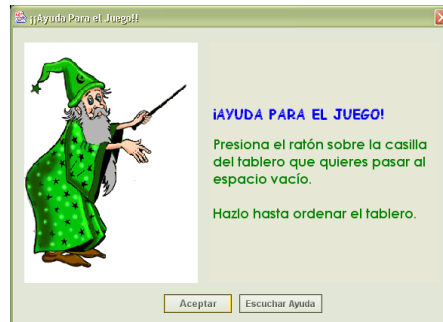 ¡¡Ayuda Para el Juego!!
¡AYUDA PARA EL JUEGO!
Presiona el ratón sobre la casilla
del tablero que quieres pasar al
espacio vacío.
Hazlo hasta ordenar el tablero.
Aceptar
Escuchar Ayuda